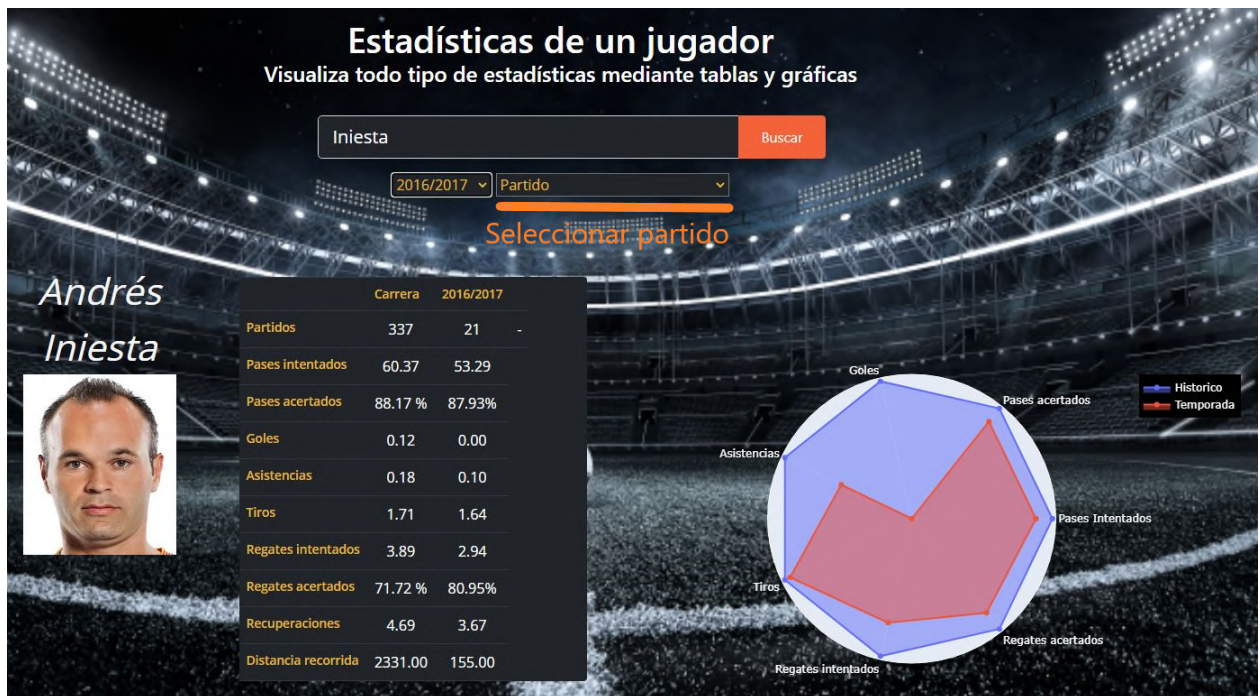 Estadísticas de un jugador
Visualiza todo tipo de estadísticas mediante tablas y gráficas
Iniesta Buscar
2016/2017 Partido
Seleccionar partido
Andrés
Iniesta
Carrera 2016/2017
Partidos 337 21 -
Pases intentados 60.37 53.29
Pases acertados 88.17 % 87.93%
Goles 0.12 0.00
Asistencias 0.18 0.10
Tiros 1.71 1.64
Regates intentados 3.89 2.94
Regates acertados 71.72 % 80.95%
Recuperaciones 4.69 3.67
Distancia recorrida 2331.00 155.00
Goles
Pases acertados
Asistencias
Pases Intentados
Tiros
Regates acertados
Regates intentados
Historico
Temporada